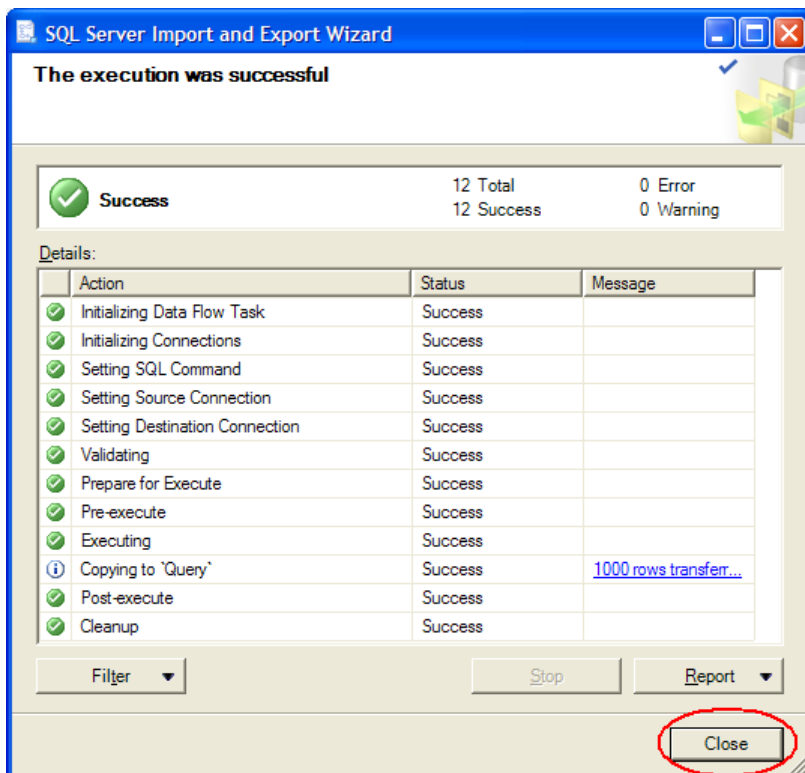 SQL Server Import and Export Wizard
The execution was successful
Success 12 Total 0 Error
12 Success 0 Warning
Details:
Action Status Message
Initializing Data Flow Task Success
Initializing Connections Success
Setting SQL Command Success
Setting Source Connection Success
Setting Destination Connection Success
Validating Success
Prepare for Execute Success
Pre-execute Success
Executing Success
Copying to `Query` Success 1000 rows transferr...
Post-execute Success
Cleanup Success
Filter Stop Report
Close